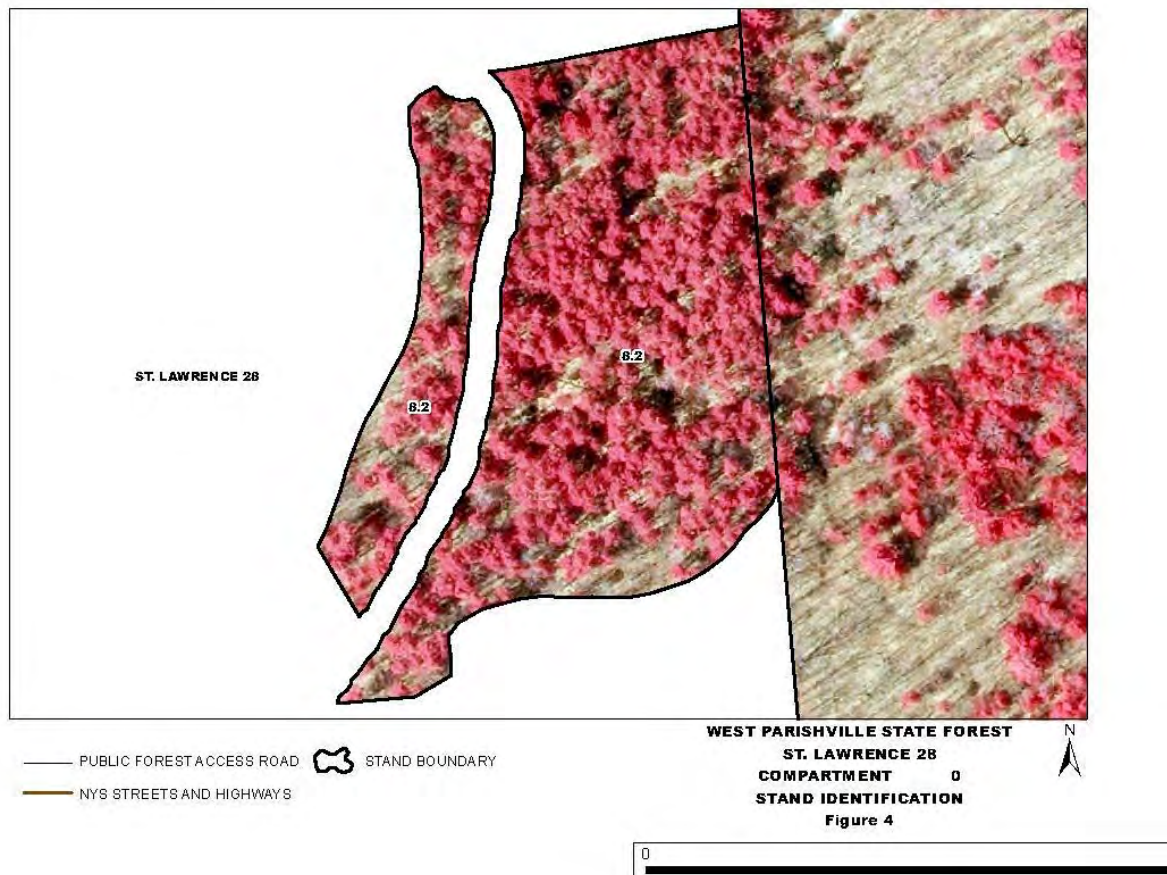 8.2
ST. LAWRENCE 28
8.2
PUBLIC FOREST ACCESS ROAD
STAND BOUNDARY
NYS STREETS AND HIGHWAYS
WEST PARISHVILLE STATE FOREST
ST. LAWRENCE 28
COMPARTMENT 0
STAND IDENTIFICATION
Figure 4
N
0